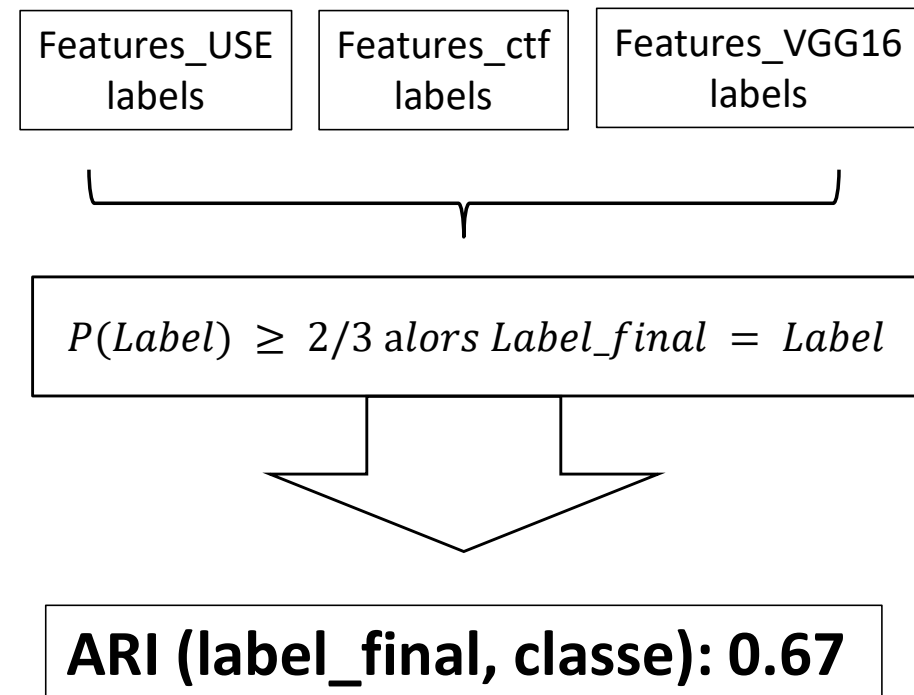 Features_USE
labels
Features_ctf
labels
Features_VGG16
labels
P(Label) ≥ 2/3 alors Label_final = Label
ARI (label_final, classe): 0.67